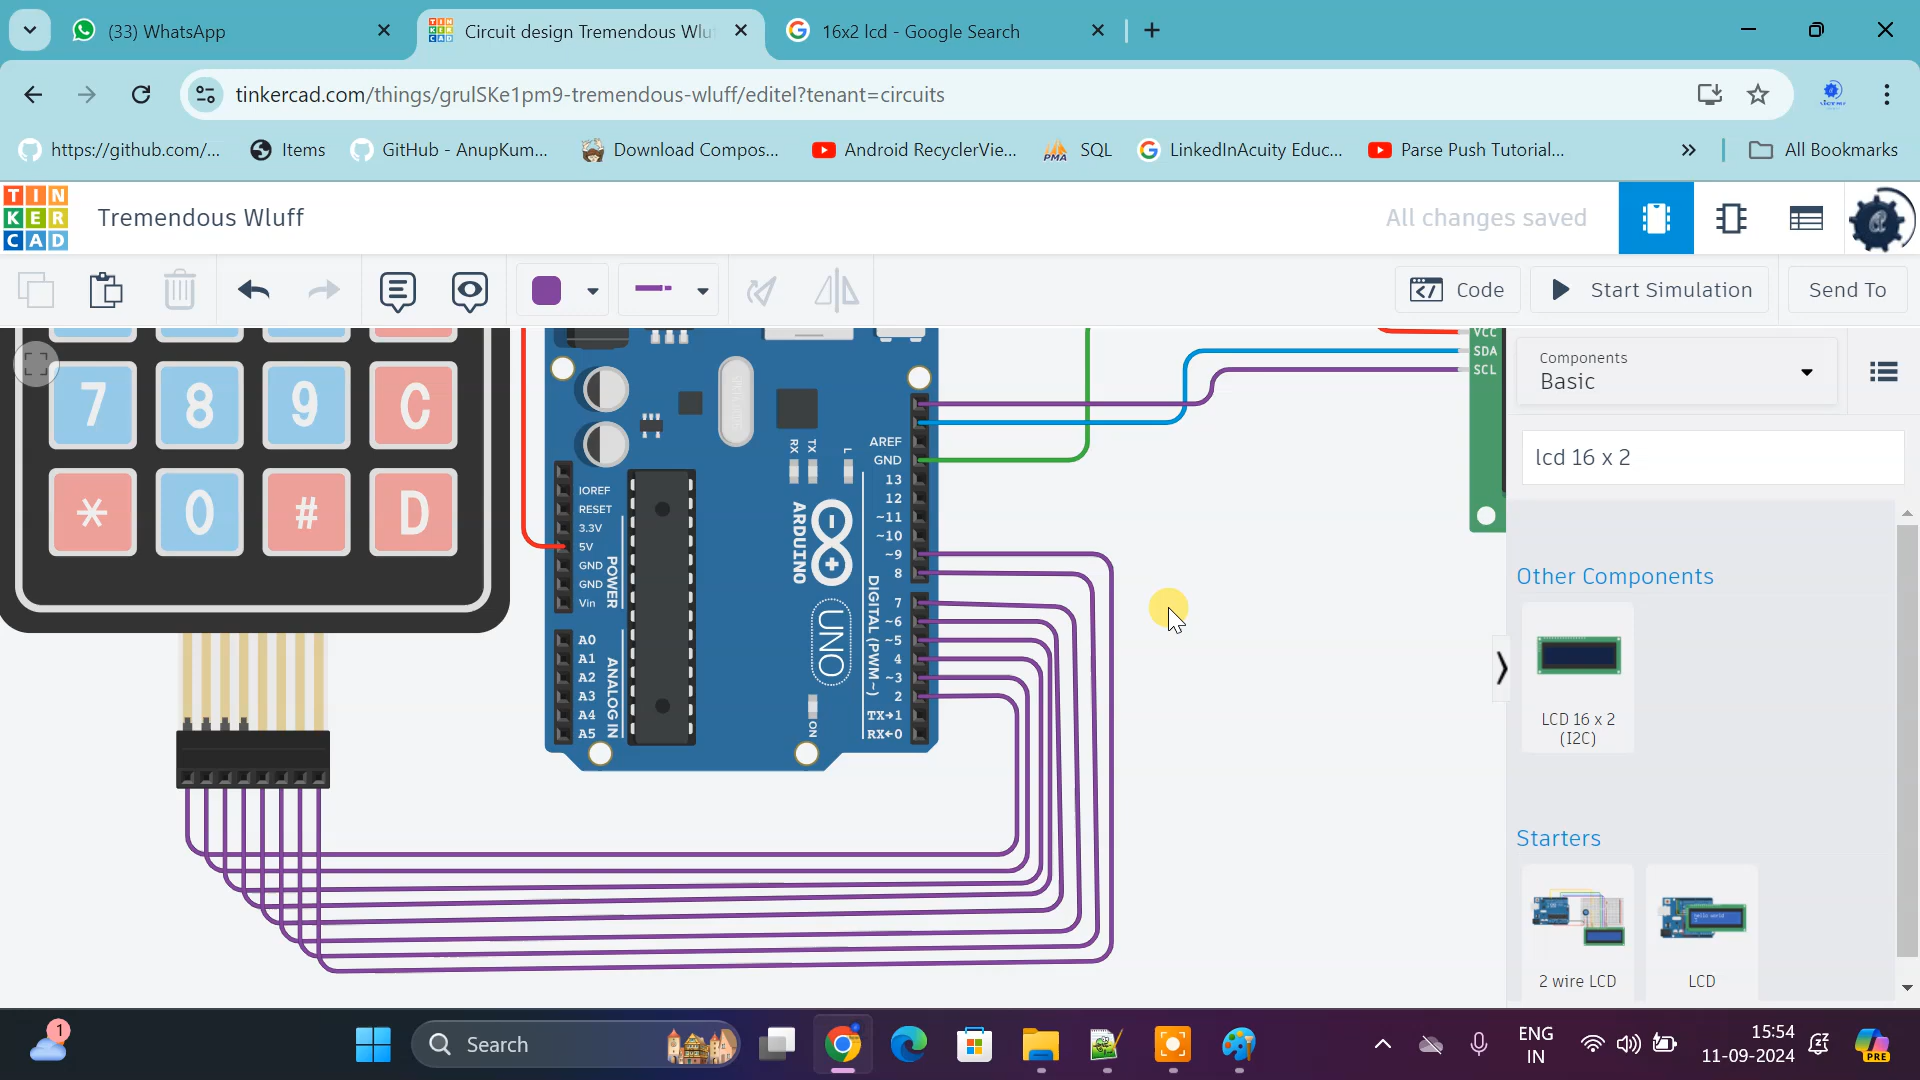 (33) WhatsApp
Circuit design Tremendous Wlu
16x2 lcd - Google Search
tinkercad.com/things/grulSKe1pm9-tremendous-wluff/editel?tenant=circuits
https://github.com/...
Items
GitHub - AnupKum...
Download Compos...
Android RecyclerVie...
PMA SQL
LinkedInAcuity Educ...
Parse Push Tutorial...
»
All Bookmarks
TIN
KER
CAD
Tremendous Wluff
All changes saved
Code
Start Simulation
Send To
Components
Basic
lcd 16 x 2
Other Components
LCD 16 x 2
(I2C)
Starters
2 wire LCD
LCD
7 8 9 C
* 0 # D
VCC
SDA
SCL
AREF
GND
13
12
~11
~10
~9
8
7
~6
~5
4
~3
2
TX→1
RX←0
DIGITAL (PWM~)
RX
TX
L
ARDUINO
UNO
ON
IOREF
RESET
3.3V
5V
GND
GND
Vin
POWER
A0
A1
A2
A3
A4
A5
ANALOG IN
1
Search
ENG
IN
15:54
11-09-2024
PRE